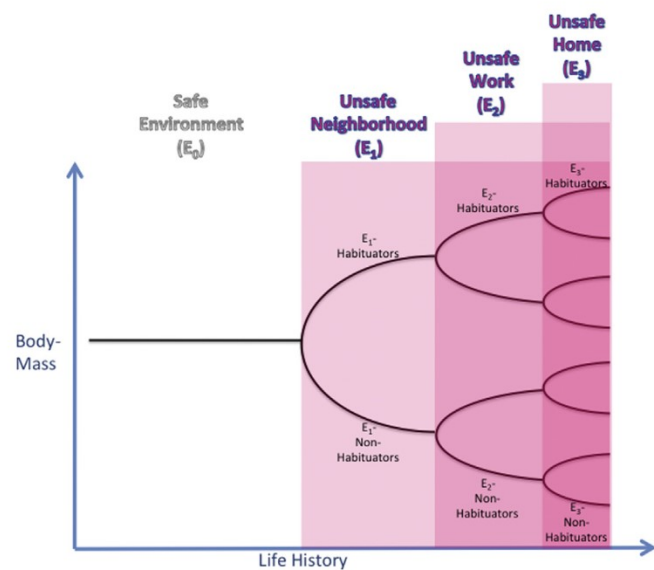 Safe
Environment
(E₀)
Unsafe
Neighborhood
(E₁)
Unsafe
Work
(E₂)
Unsafe
Home
(E₃)
Body-
Mass
E₁-
Habituators
E₁-
Non-
Habituators
E₂-
Habituators
E₂-
Non-
Habituators
E₃-
Habituators
E₃-
Non-
Habituators
Life History